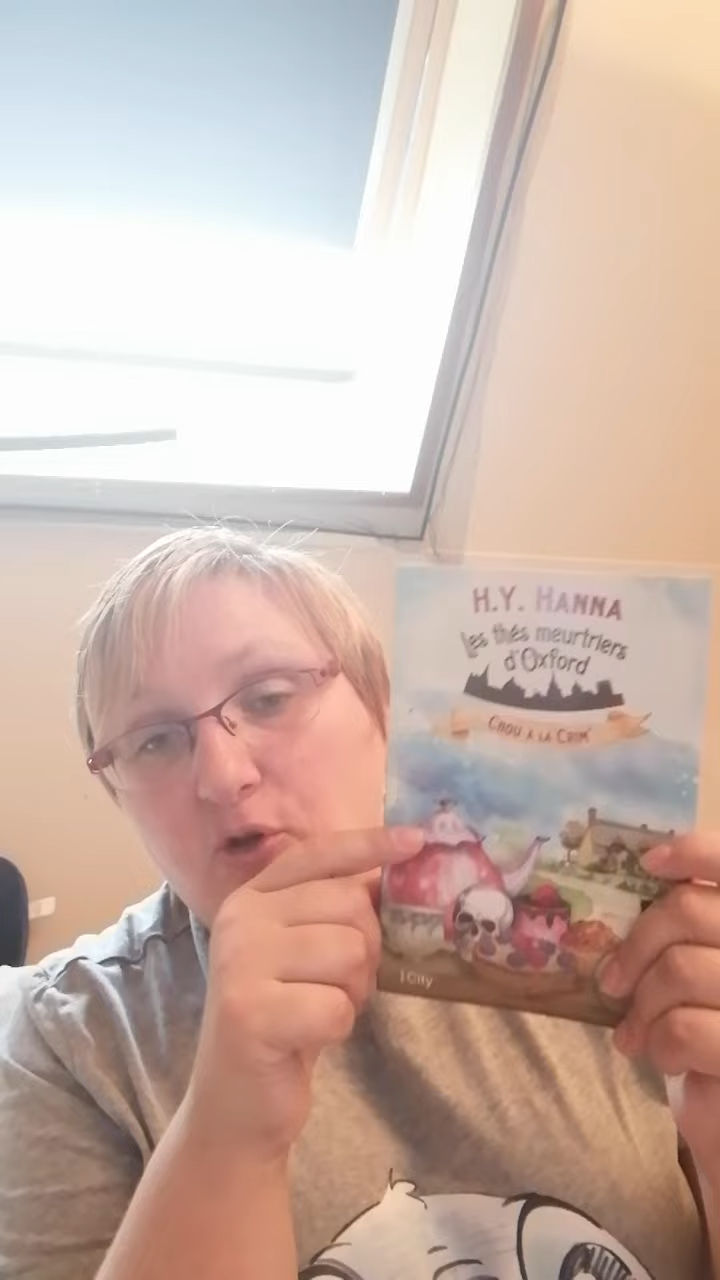 H.Y. HANNA
Les thés meurtriers
d'Oxford
CHOU À LA CRIM'
City